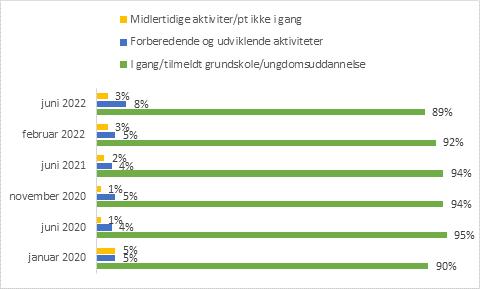 Midlertidige aktiviter/pt ikke i gang
Forberedende og udviklende aktiviteter
I gang/tilmeldt grundskole/ungdomsuddannelse
juni 2022
3%
8%
89%
februar 2022
3%
5%
92%
juni 2021
2%
4%
94%
november 2020
1%
5%
94%
juni 2020
1%
4%
95%
januar 2020
5%
5%
90%